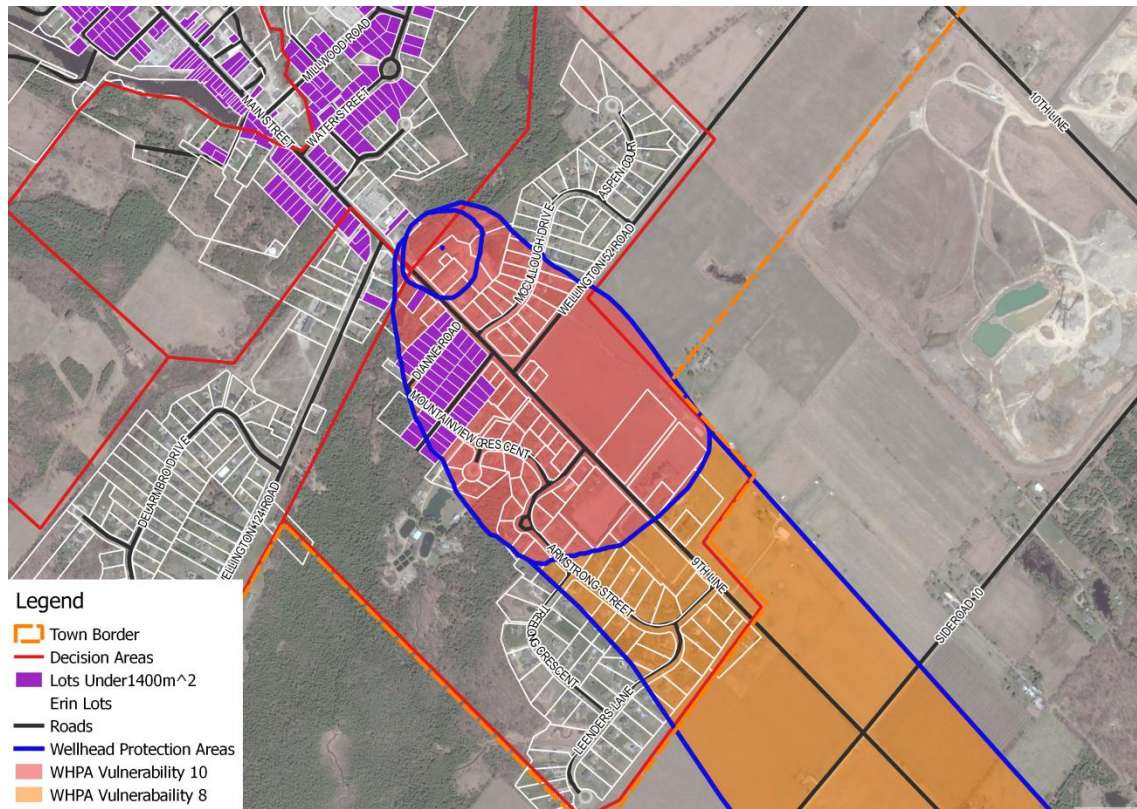 MILLWOOD ROAD
MAIN STREET
WATER STREET
10TH LINE
ASPEN COURT
MCCULLOUGH DRIVE
WELLINGTON 52 ROAD
DIANNE ROAD
MOUNTAINVIEW CRESCENT
DELARMBRO DRIVE
WELLINGTON 124 ROAD
ARMSTRONG STREET
9TH LINE
TREELONG CRESCENT
LEENDERS LANE
SIDEROAD 10
Legend
Town Border
Decision Areas
Lots Under1400m^2
Erin Lots
Roads
Wellhead Protection Areas
WHPA Vulnerability 10
WHPA Vulnerabaility 8